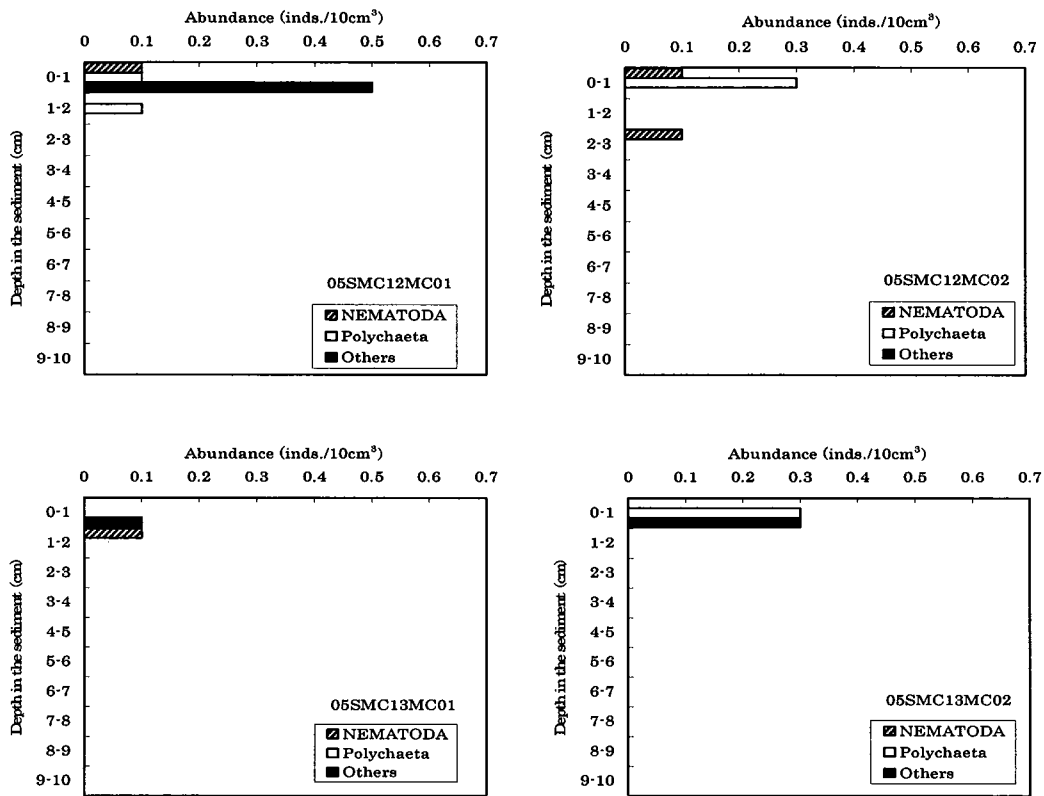 Abundance (inds./10cm³)
0 0.1 0.2 0.3 0.4 0.5 0.6 0.7
Depth in the sediment (cm)
0-1
1-2
2-3
3-4
4-5
5-6
6-7
7-8
8-9
9-10
05SMC12MC01
NEMATODA
Polychaeta
Others
Abundance (inds./10cm³)
0 0.1 0.2 0.3 0.4 0.5 0.6 0.7
Depth in the sediment (cm)
0-1
1-2
2-3
3-4
4-5
5-6
6-7
7-8
8-9
9-10
05SMC12MC02
NEMATODA
Polychaeta
Others
Abundance (inds./10cm³)
0 0.1 0.2 0.3 0.4 0.5 0.6 0.7
Depth in the sediment (cm)
0-1
1-2
2-3
3-4
4-5
5-6
6-7
7-8
8-9
9-10
05SMC13MC01
NEMATODA
Polychaeta
Others
Abundance (inds./10cm³)
0 0.1 0.2 0.3 0.4 0.5 0.6 0.7
Depth in the sediment (cm)
0-1
1-2
2-3
3-4
4-5
5-6
6-7
7-8
8-9
9-10
05SMC13MC02
NEMATODA
Polychaeta
Others